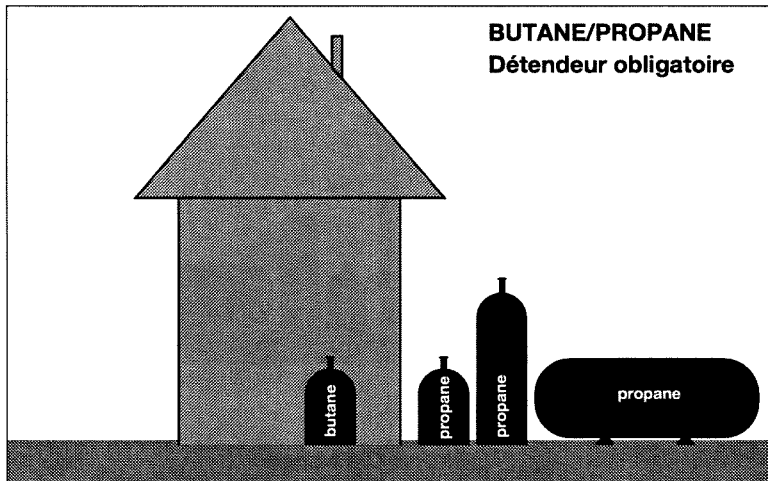 BUTANE/PROPANE
Détendeur obligatoire
butane
propane
propane
propane